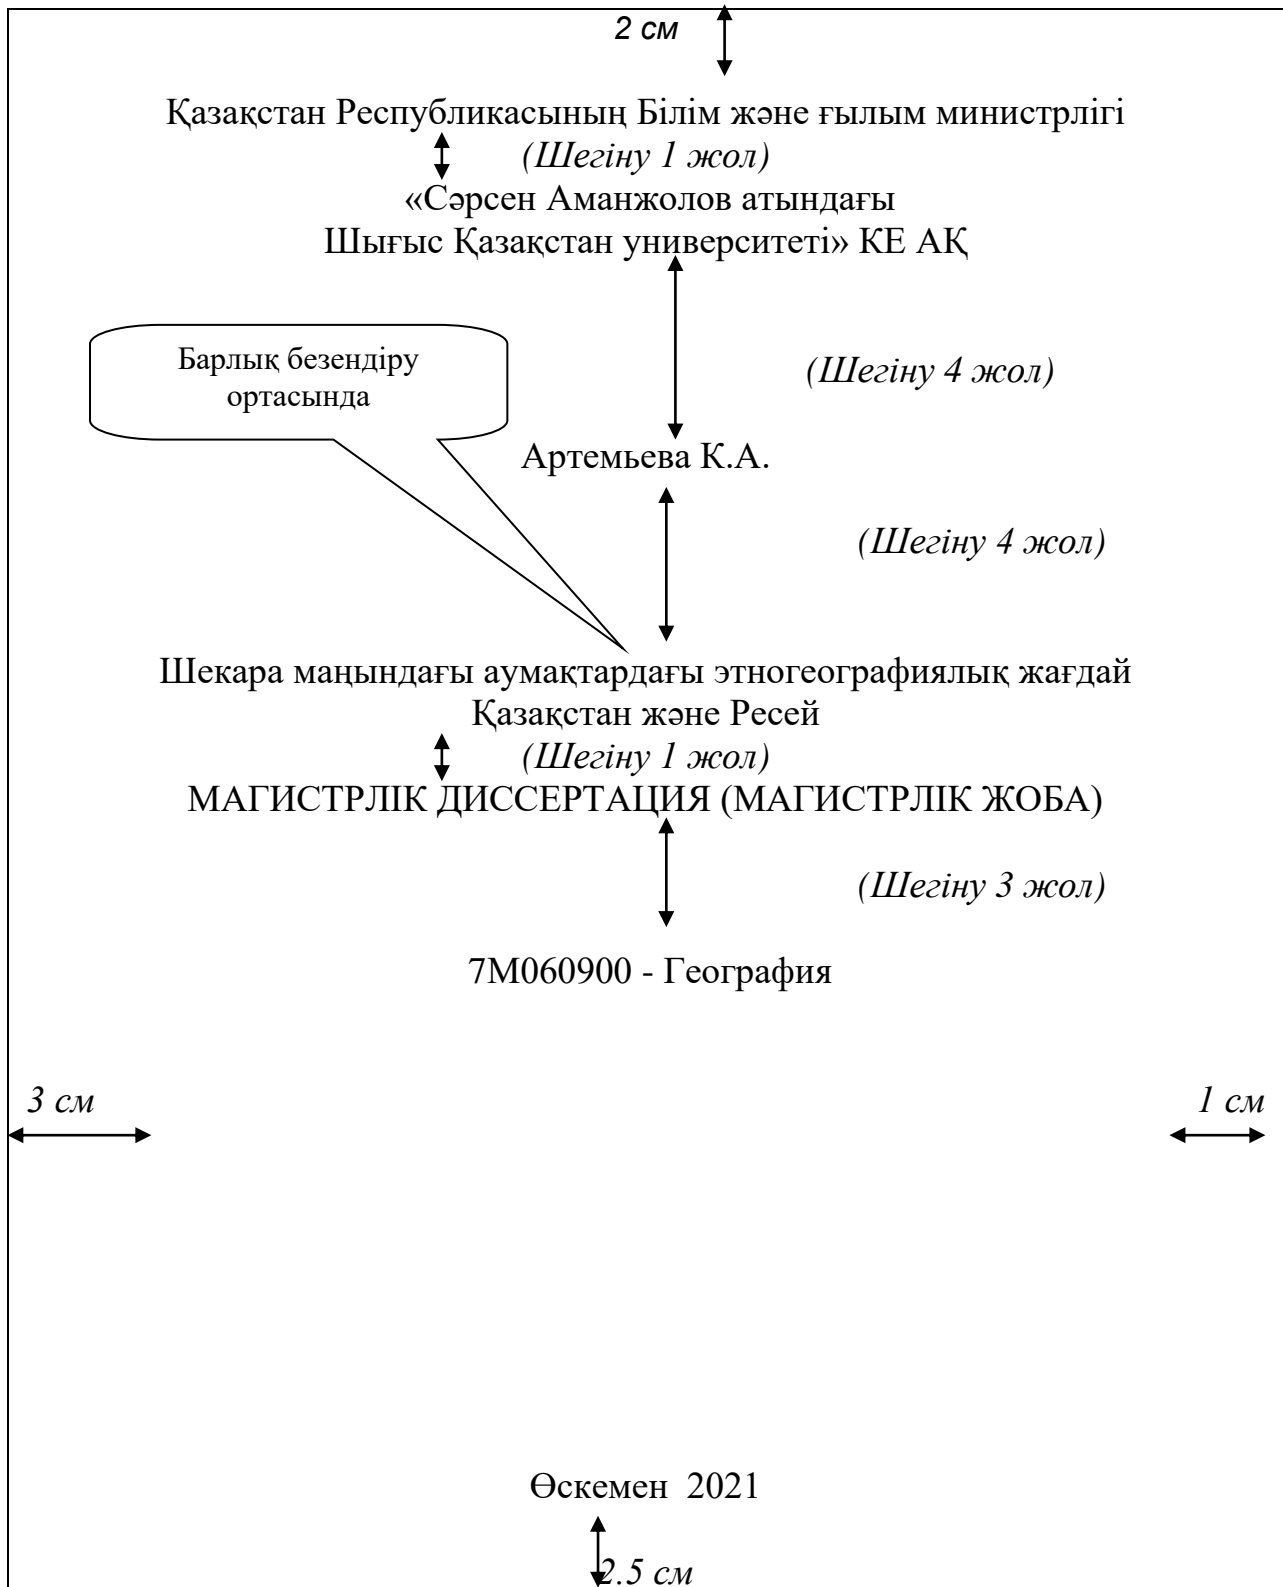 2 см
Қазақстан Республикасының Білім және ғылым министрлігі
(Шегіну 1 жол)
«Сәрсен Аманжолов атындағы
Шығыс Қазақстан университеті» КЕ АҚ
Барлық безендіру
ортасында
(Шегіну 4 жол)
Артемьева К.А.
(Шегіну 4 жол)
Шекара маңындағы аумақтардағы этногеографиялық жағдай
Қазақстан және Ресей
(Шегіну 1 жол)
МАГИСТРЛІК ДИССЕРТАЦИЯ (МАГИСТРЛІК ЖОБА)
(Шегіну 3 жол)
7М060900 - География
3 см
1 см
Өскемен 2021
2.5 см